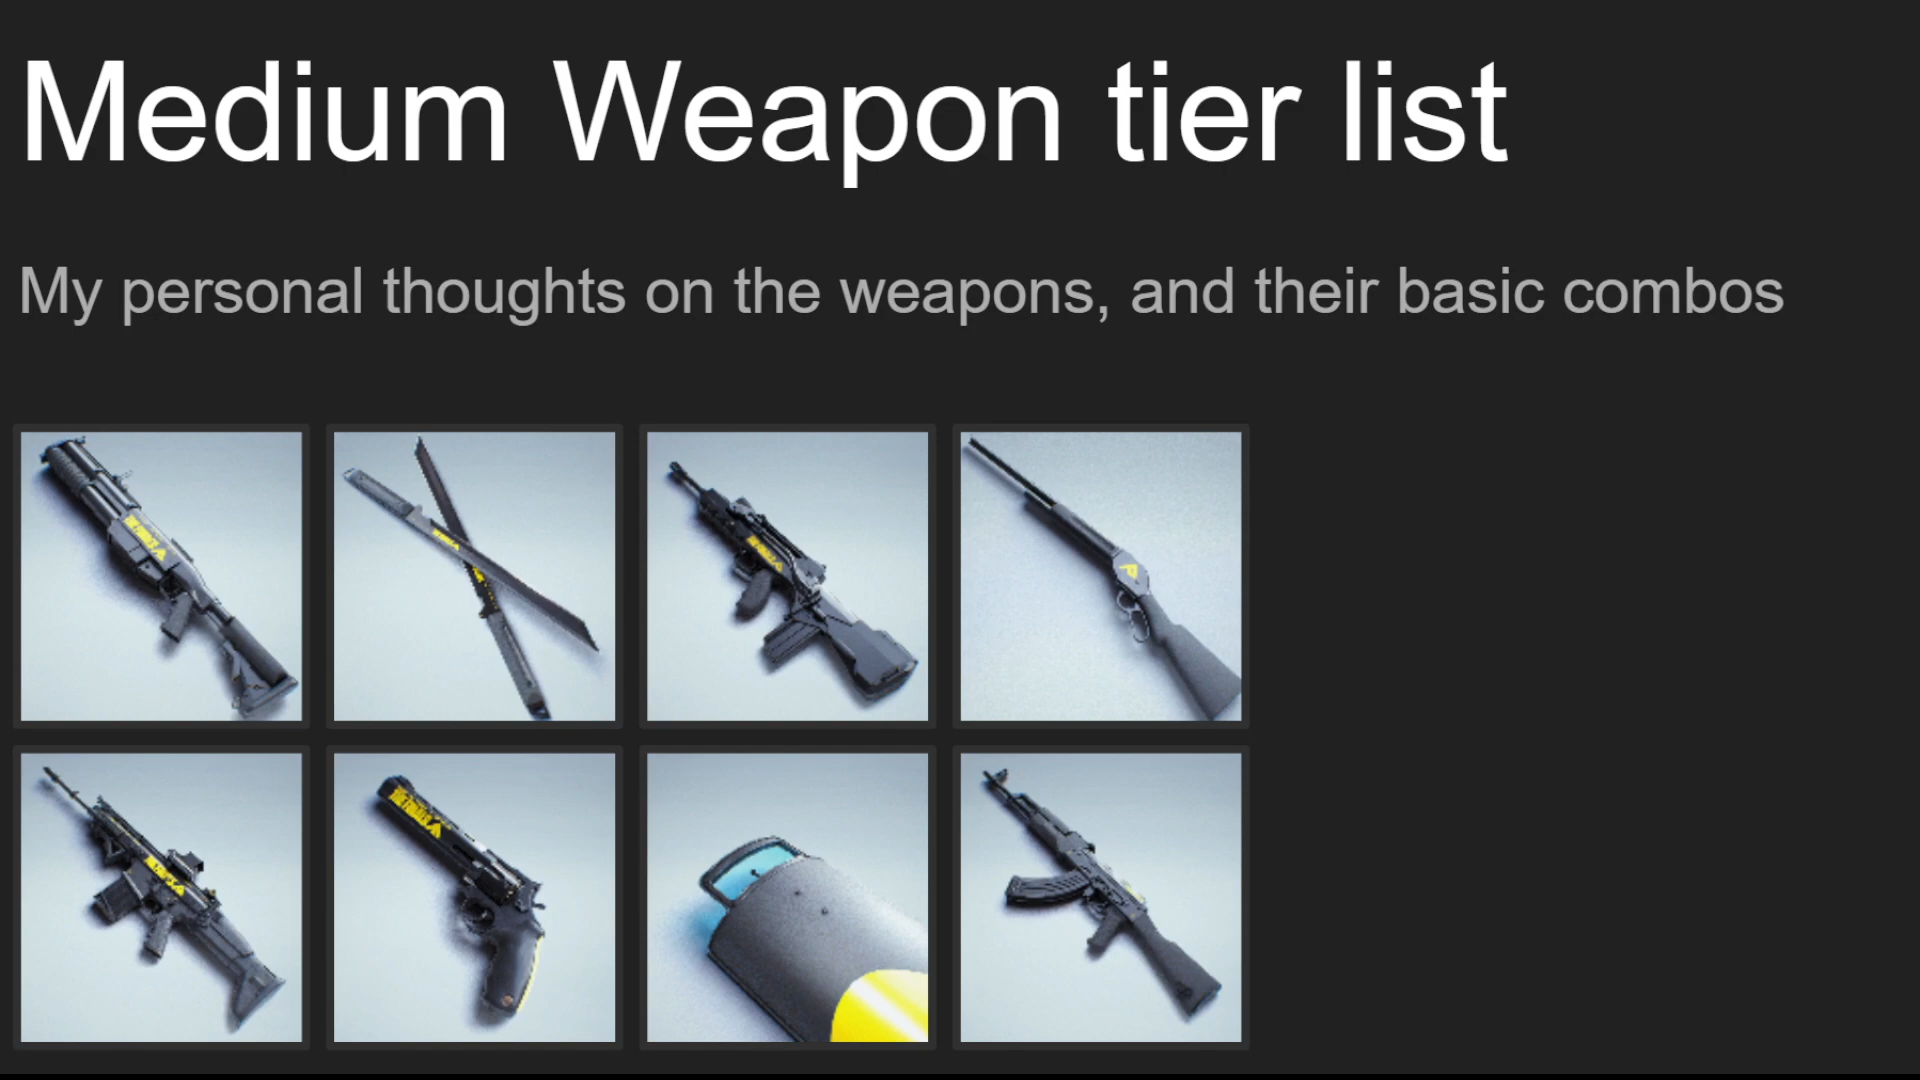 Medium Weapon tier list
My personal thoughts on the weapons, and their basic combos